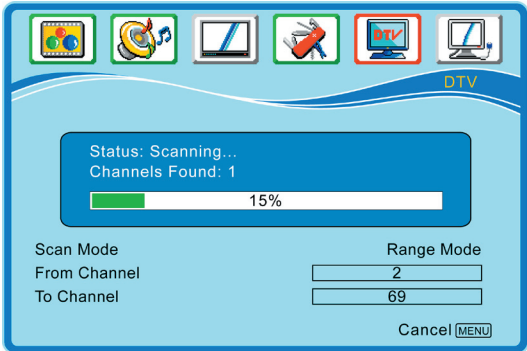 DTV
DTV
Status: Scanning...
Channels Found: 1
15%
Scan Mode Range Mode
From Channel 2
To Channel 69
Cancel MENU